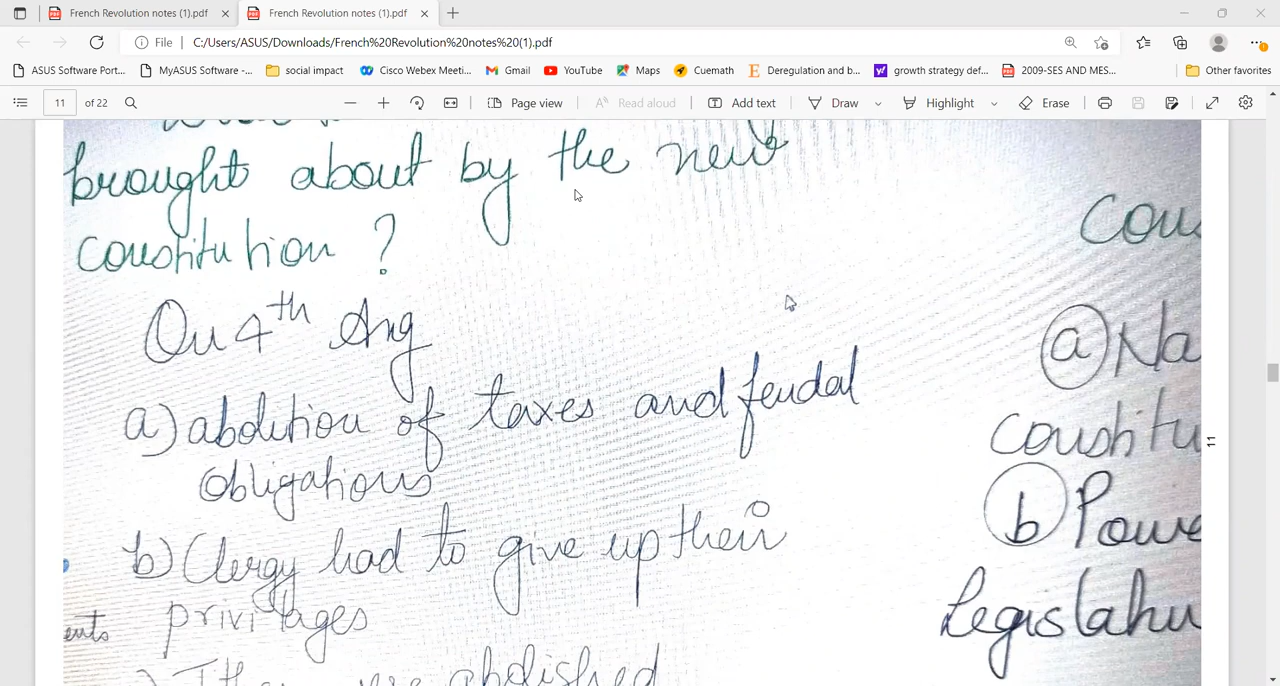 French Revolution notes (1).pdf
French Revolution notes (1).pdf
File
C:/Users/ASUS/Downloads/French%20Revolution%20notes%20(1).pdf
ASUS Software Port...
MyASUS Software -...
social impact
Cisco Webex Meeti...
Gmail
YouTube
Maps
Cuemath
Deregulation and b...
growth strategy def...
2009-SES AND MES...
Other favorites
11 of 22
Page view
Read aloud
Add text
Draw
Highlight
Erase
brought about by the new
constitution ?
On 4th Aug
a) abolition of taxes and feudal
obligations
b) Clergy had to give up their
privilages
abolished
ents
Cons
a Na
Constitu
b Powe
Legislatu
11